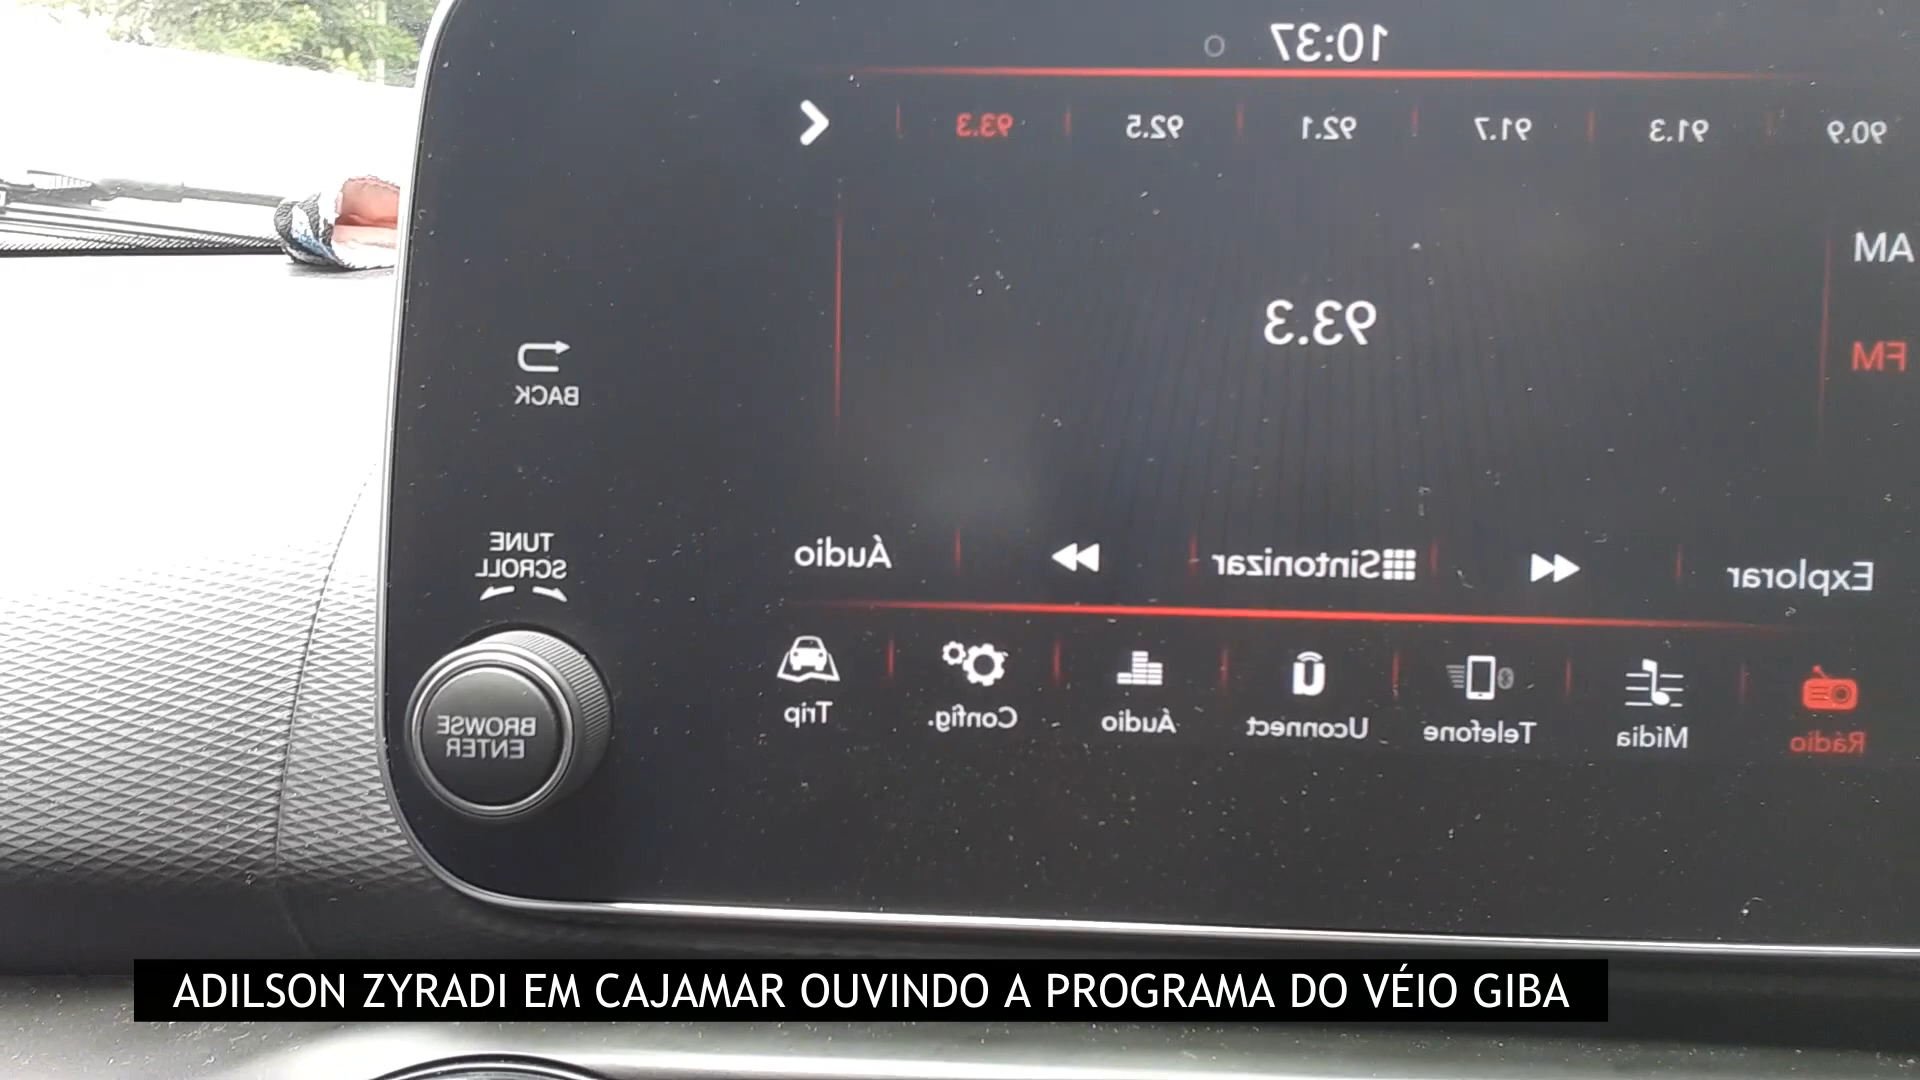 10:37
90.9 91.3 91.7 92.1 92.5 93.3
AM
93.3
FM
BACK
Explorar Sintonizar Áudio
TUNE
SCROLL
Rádio Mídia Telefone Uconnect Áudio Config. Trip
BROWSE
ENTER
ADILSON ZYRADI EM CAJAMAR OUVINDO A PROGRAMA DO VÉIO GIBA